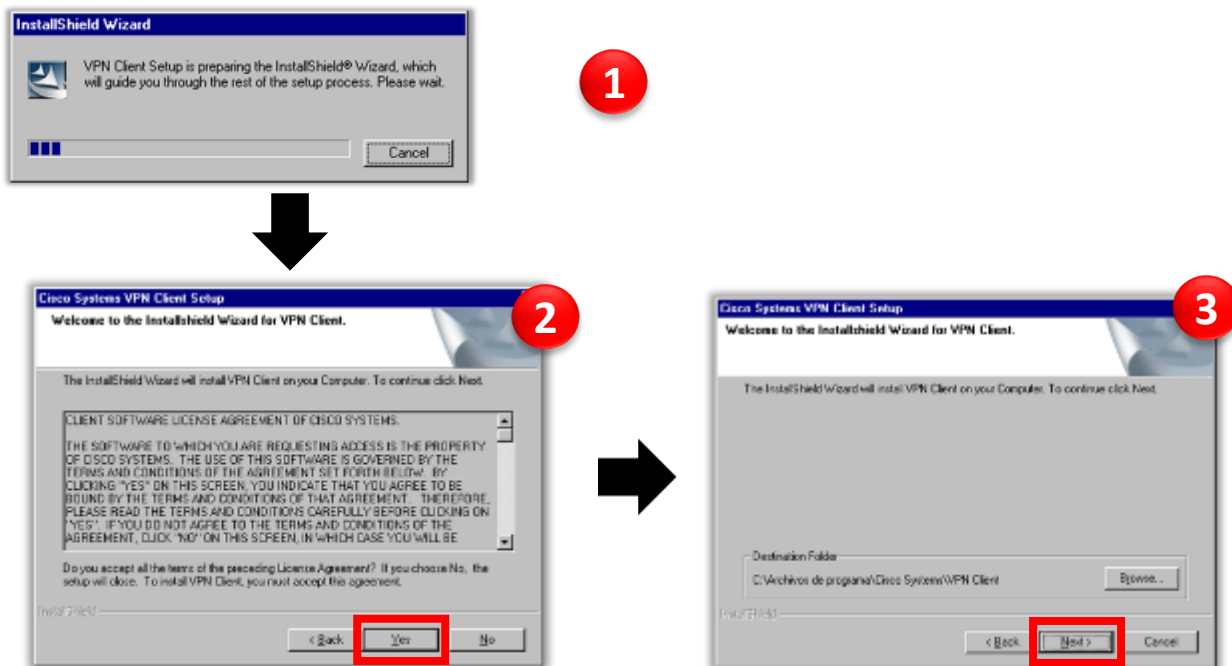 InstallShield Wizard
VPN Client Setup is preparing the InstallShield® Wizard, which
will guide you through the rest of the setup process. Please wait.
Cancel
1
Cisco Systems VPN Client Setup
2
Welcome to the Installshield Wizard for VPN Client.
The InstallShield Wizard will install VPN Client on your Computer. To continue click Next.
CLIENT SOFTWARE LICENSE AGREEMENT OF CISCO SYSTEMS.
THE SOFTWARE TO WHICH YOU ARE REQUESTING ACCESS IS THE PROPERTY
OF CISCO SYSTEMS. THE USE OF THIS SOFTWARE IS GOVERNED BY THE
TERMS AND CONDITIONS OF THE AGREEMENT SET FORTH BELOW. BY
CLICKING "YES" ON THIS SCREEN, YOU INDICATE THAT YOU AGREE TO BE
BOUND BY THE TERMS AND CONDITIONS OF THAT AGREEMENT. THEREFORE,
PLEASE READ THE TERMS AND CONDITIONS CAREFULLY BEFORE CLICKING ON
"YES". IF YOU DO NOT AGREE TO THE TERMS AND CONDITIONS OF THE
AGREEMENT, CLICK "NO" ON THIS SCREEN, IN WHICH CASE YOU WILL BE
Do you accept all the terms of the preceding License Agreement? If you choose No, the
setup will close. To install VPN Client, you must accept this agreement.
InstallShield
< Back Yes No
Cisco Systems VPN Client Setup
3
Welcome to the Installshield Wizard for VPN Client.
The InstallShield Wizard will install VPN Client on your Computer. To continue click Next.
Destination Folder
C:\Archivos de programa\Cisco Systems\VPN Client Browse...
InstallShield
< Back Next > Cancel